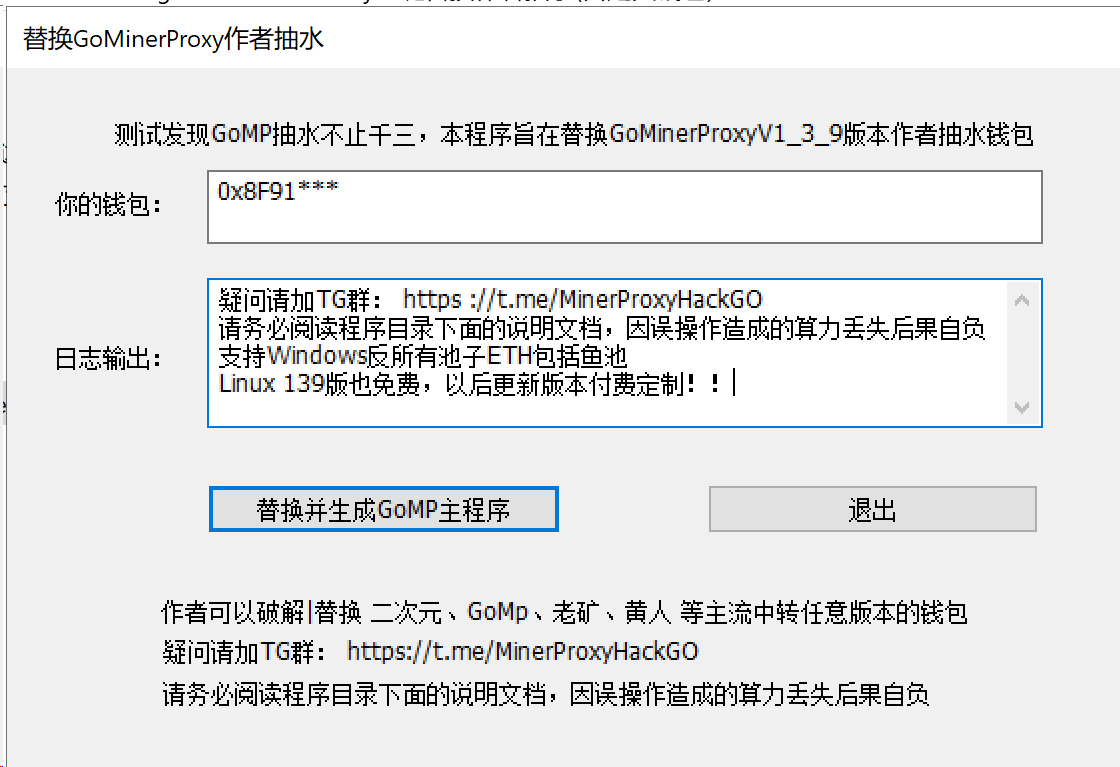 替换GoMinerProxy作者抽水
测试发现GoMP抽水不止千三，本程序旨在替换GoMinerProxyV1_3_9版本作者抽水钱包
你的钱包：
0x8F91***
日志输出：
疑问请加TG群： https ://t.me/MinerProxyHackGO
请务必阅读程序目录下面的说明文档，因误操作造成的算力丢失后果自负
支持Windows反所有池子ETH包括鱼池
Linux 139版也免费，以后更新版本付费定制！！
替换并生成GoMP主程序
退出
作者可以破解|替换 二次元、GoMp、老矿、黄人 等主流中转任意版本的钱包
疑问请加TG群： https://t.me/MinerProxyHackGO
请务必阅读程序目录下面的说明文档，因误操作造成的算力丢失后果自负